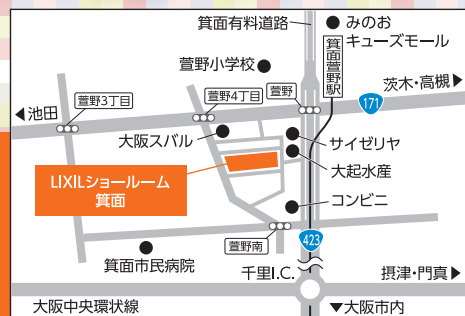 箕面有料道路
みのお
キューズモール
箕面萱野駅
萱野小学校
茨木・高槻▶
◀池田
萱野3丁目
萱野4丁目
萱野
171
大阪スバル
サイゼリヤ
大起水産
LIXILショールーム
箕面
コンビニ
萱野南
423
箕面市民病院
千里I.C.
摂津・門真▶
大阪中央環状線
▼大阪市内